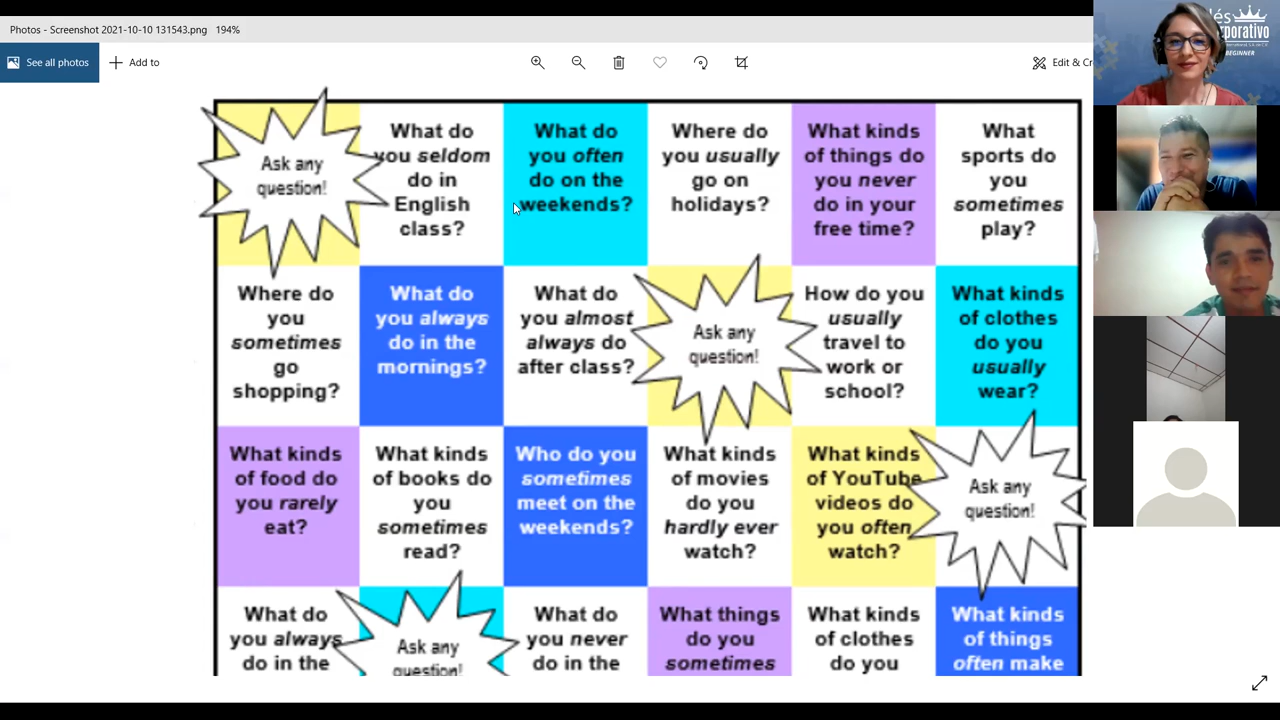 Photos - Screenshot 2021-10-10 131543.png 194%
See all photos
Add to
Edit & Cr
lés
rporativo
BEGINNER
Ask any
question!
What do
you seldom
do in
English
class?
What do
you often
do on the
weekends?
Where do
you usually
go on
holidays?
What kinds
of things do
you never
do in your
free time?
What
sports do
you
sometimes
play?
Where do
you
sometimes
go
shopping?
What do
you always
do in the
mornings?
What do
you almost
always do
after class?
Ask any
question!
How do you
usually
travel to
work or
school?
What kinds
of clothes
do you
usually
wear?
What kinds
of food do
you rarely
eat?
What kinds
of books do
you
sometimes
read?
Who do you
sometimes
meet on the
weekends?
What kinds
of movies
do you
hardly ever
watch?
What kinds
of YouTube
videos do
you often
watch?
Ask any
question!
What do
you always
do in the
Ask any
question!
What do
you never
do in the
What things
do you
sometimes
What kinds
of clothes
do you
What kinds
of things
often make